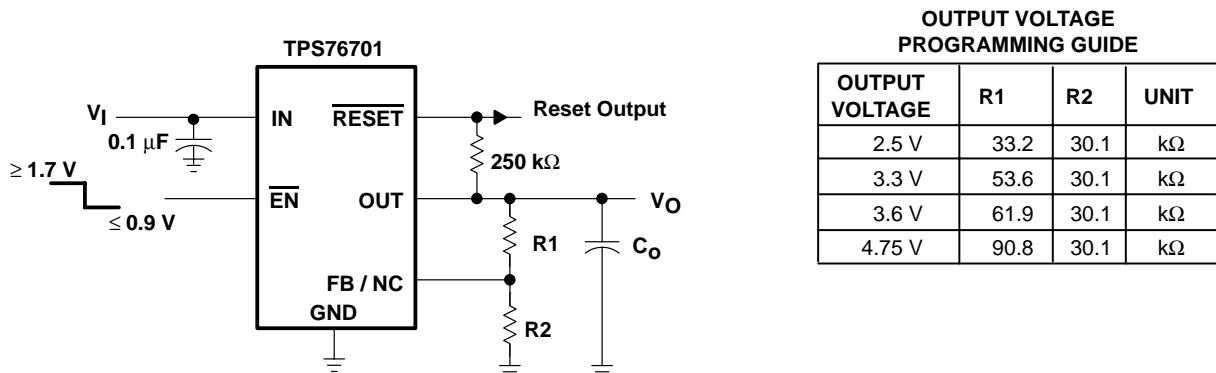 TPS76701
VI
0.1 μF
IN
RESET
Reset Output
250 kΩ
≥ 1.7 V
≤ 0.9 V
EN
OUT
VO
R1
Co
FB / NC
GND
R2
OUTPUT VOLTAGE
PROGRAMMING GUIDE
OUTPUT VOLTAGE R1 R2 UNIT
2.5 V 33.2 30.1 kΩ
3.3 V 53.6 30.1 kΩ
3.6 V 61.9 30.1 kΩ
4.75 V 90.8 30.1 kΩ